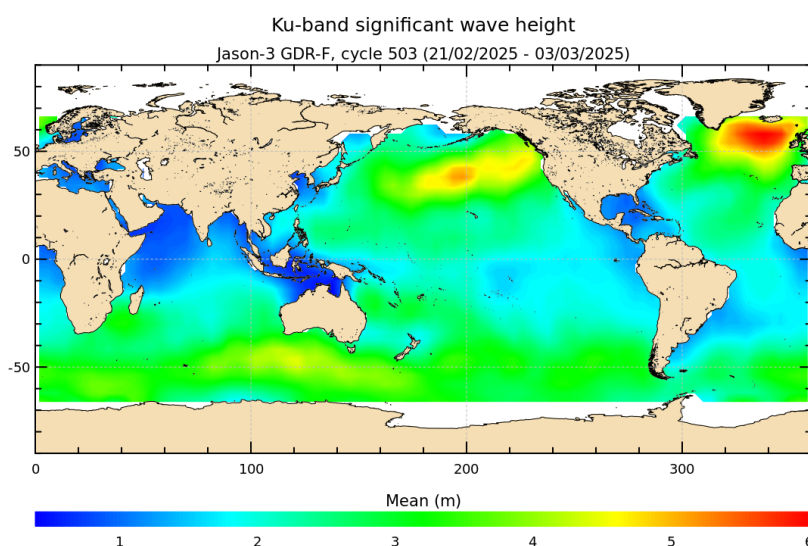 Ku-band significant wave height
Jason-3 GDR-F, cycle 503 (21/02/2025 - 03/03/2025)
50
0
-50
0 100 200 300
Mean (m)
1 2 3 4 5 6